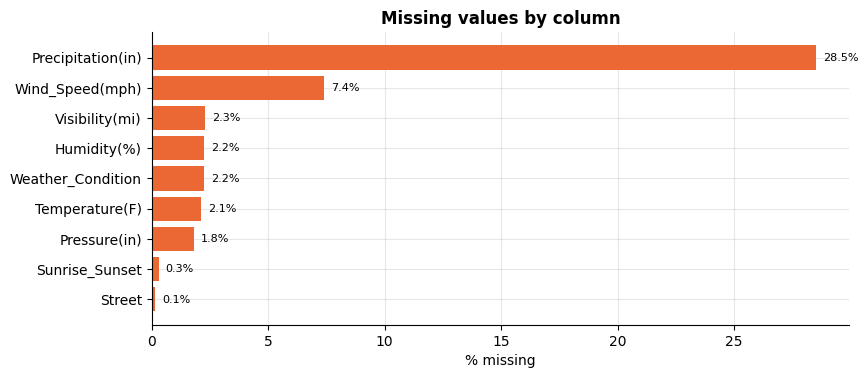 Missing values by column
Precipitation(in) 28.5%
Wind_Speed(mph) 7.4%
Visibility(mi) 2.3%
Humidity(%) 2.2%
Weather_Condition 2.2%
Temperature(F) 2.1%
Pressure(in) 1.8%
Sunrise_Sunset 0.3%
Street 0.1%
0 5 10 15 20 25
% missing